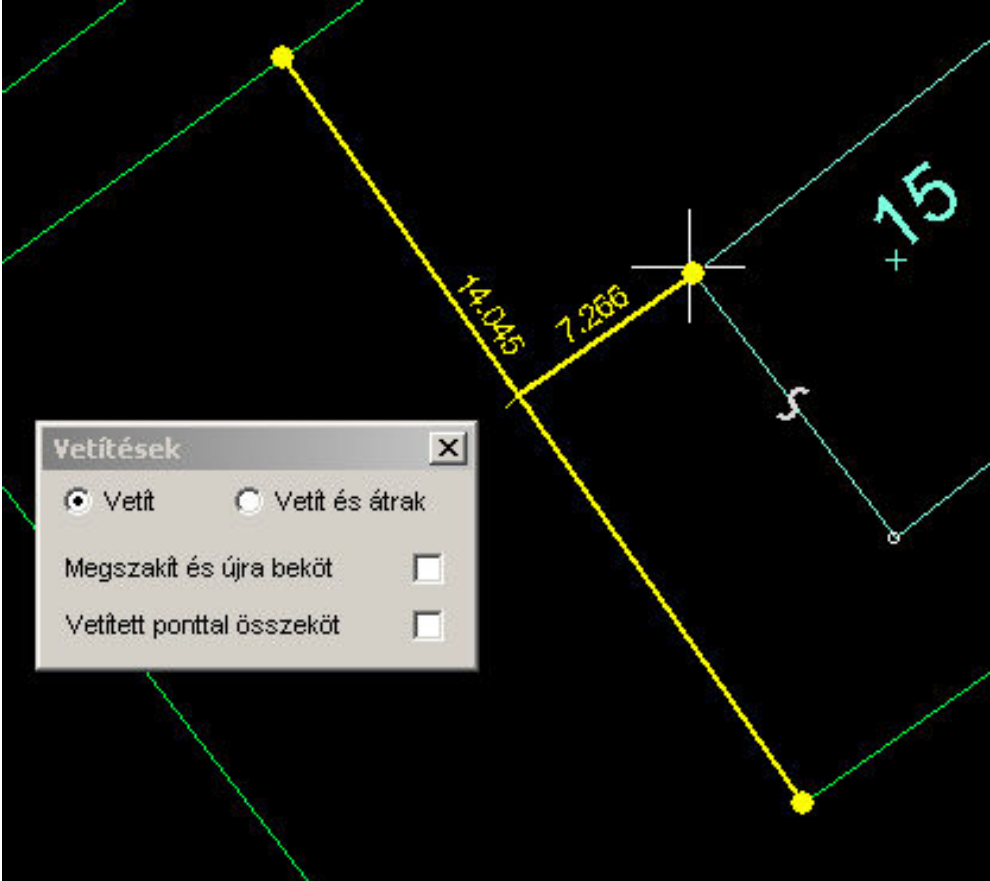 15
14.045
7.266
Vetítések
Vetít
Vetít és átrak
Megszakít és újra beköt
Vetített ponttal összeköt